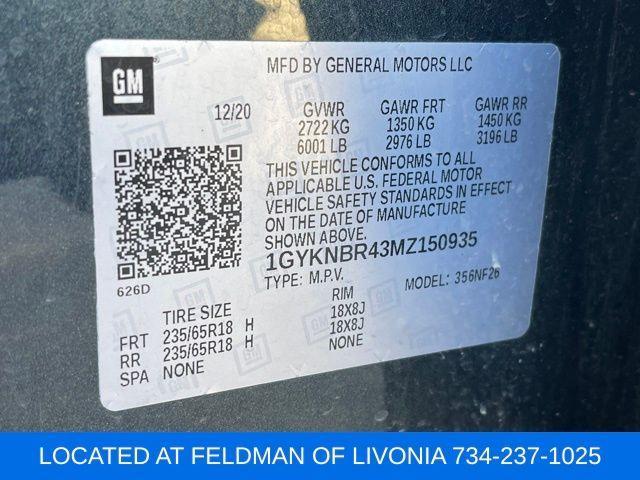 GM
MFD BY GENERAL MOTORS LLC
12/20 GVWR GAWR FRT GAWR RR
2722 KG 1350 KG 1450 KG
6001 LB 2976 LB 3196 LB
THIS VEHICLE CONFORMS TO ALL
APPLICABLE U.S. FEDERAL MOTOR
VEHICLE SAFETY STANDARDS IN EFFECT
ON THE DATE OF MANUFACTURE
SHOWN ABOVE.
1GYKNBR43MZ150935
626D
TYPE: M.P.V. MODEL: 356NF26
TIRE SIZE RIM
FRT 235/65R18 H 18X8J
RR 235/65R18 H 18X8J
SPA NONE NONE
LOCATED AT FELDMAN OF LIVONIA 734-237-1025